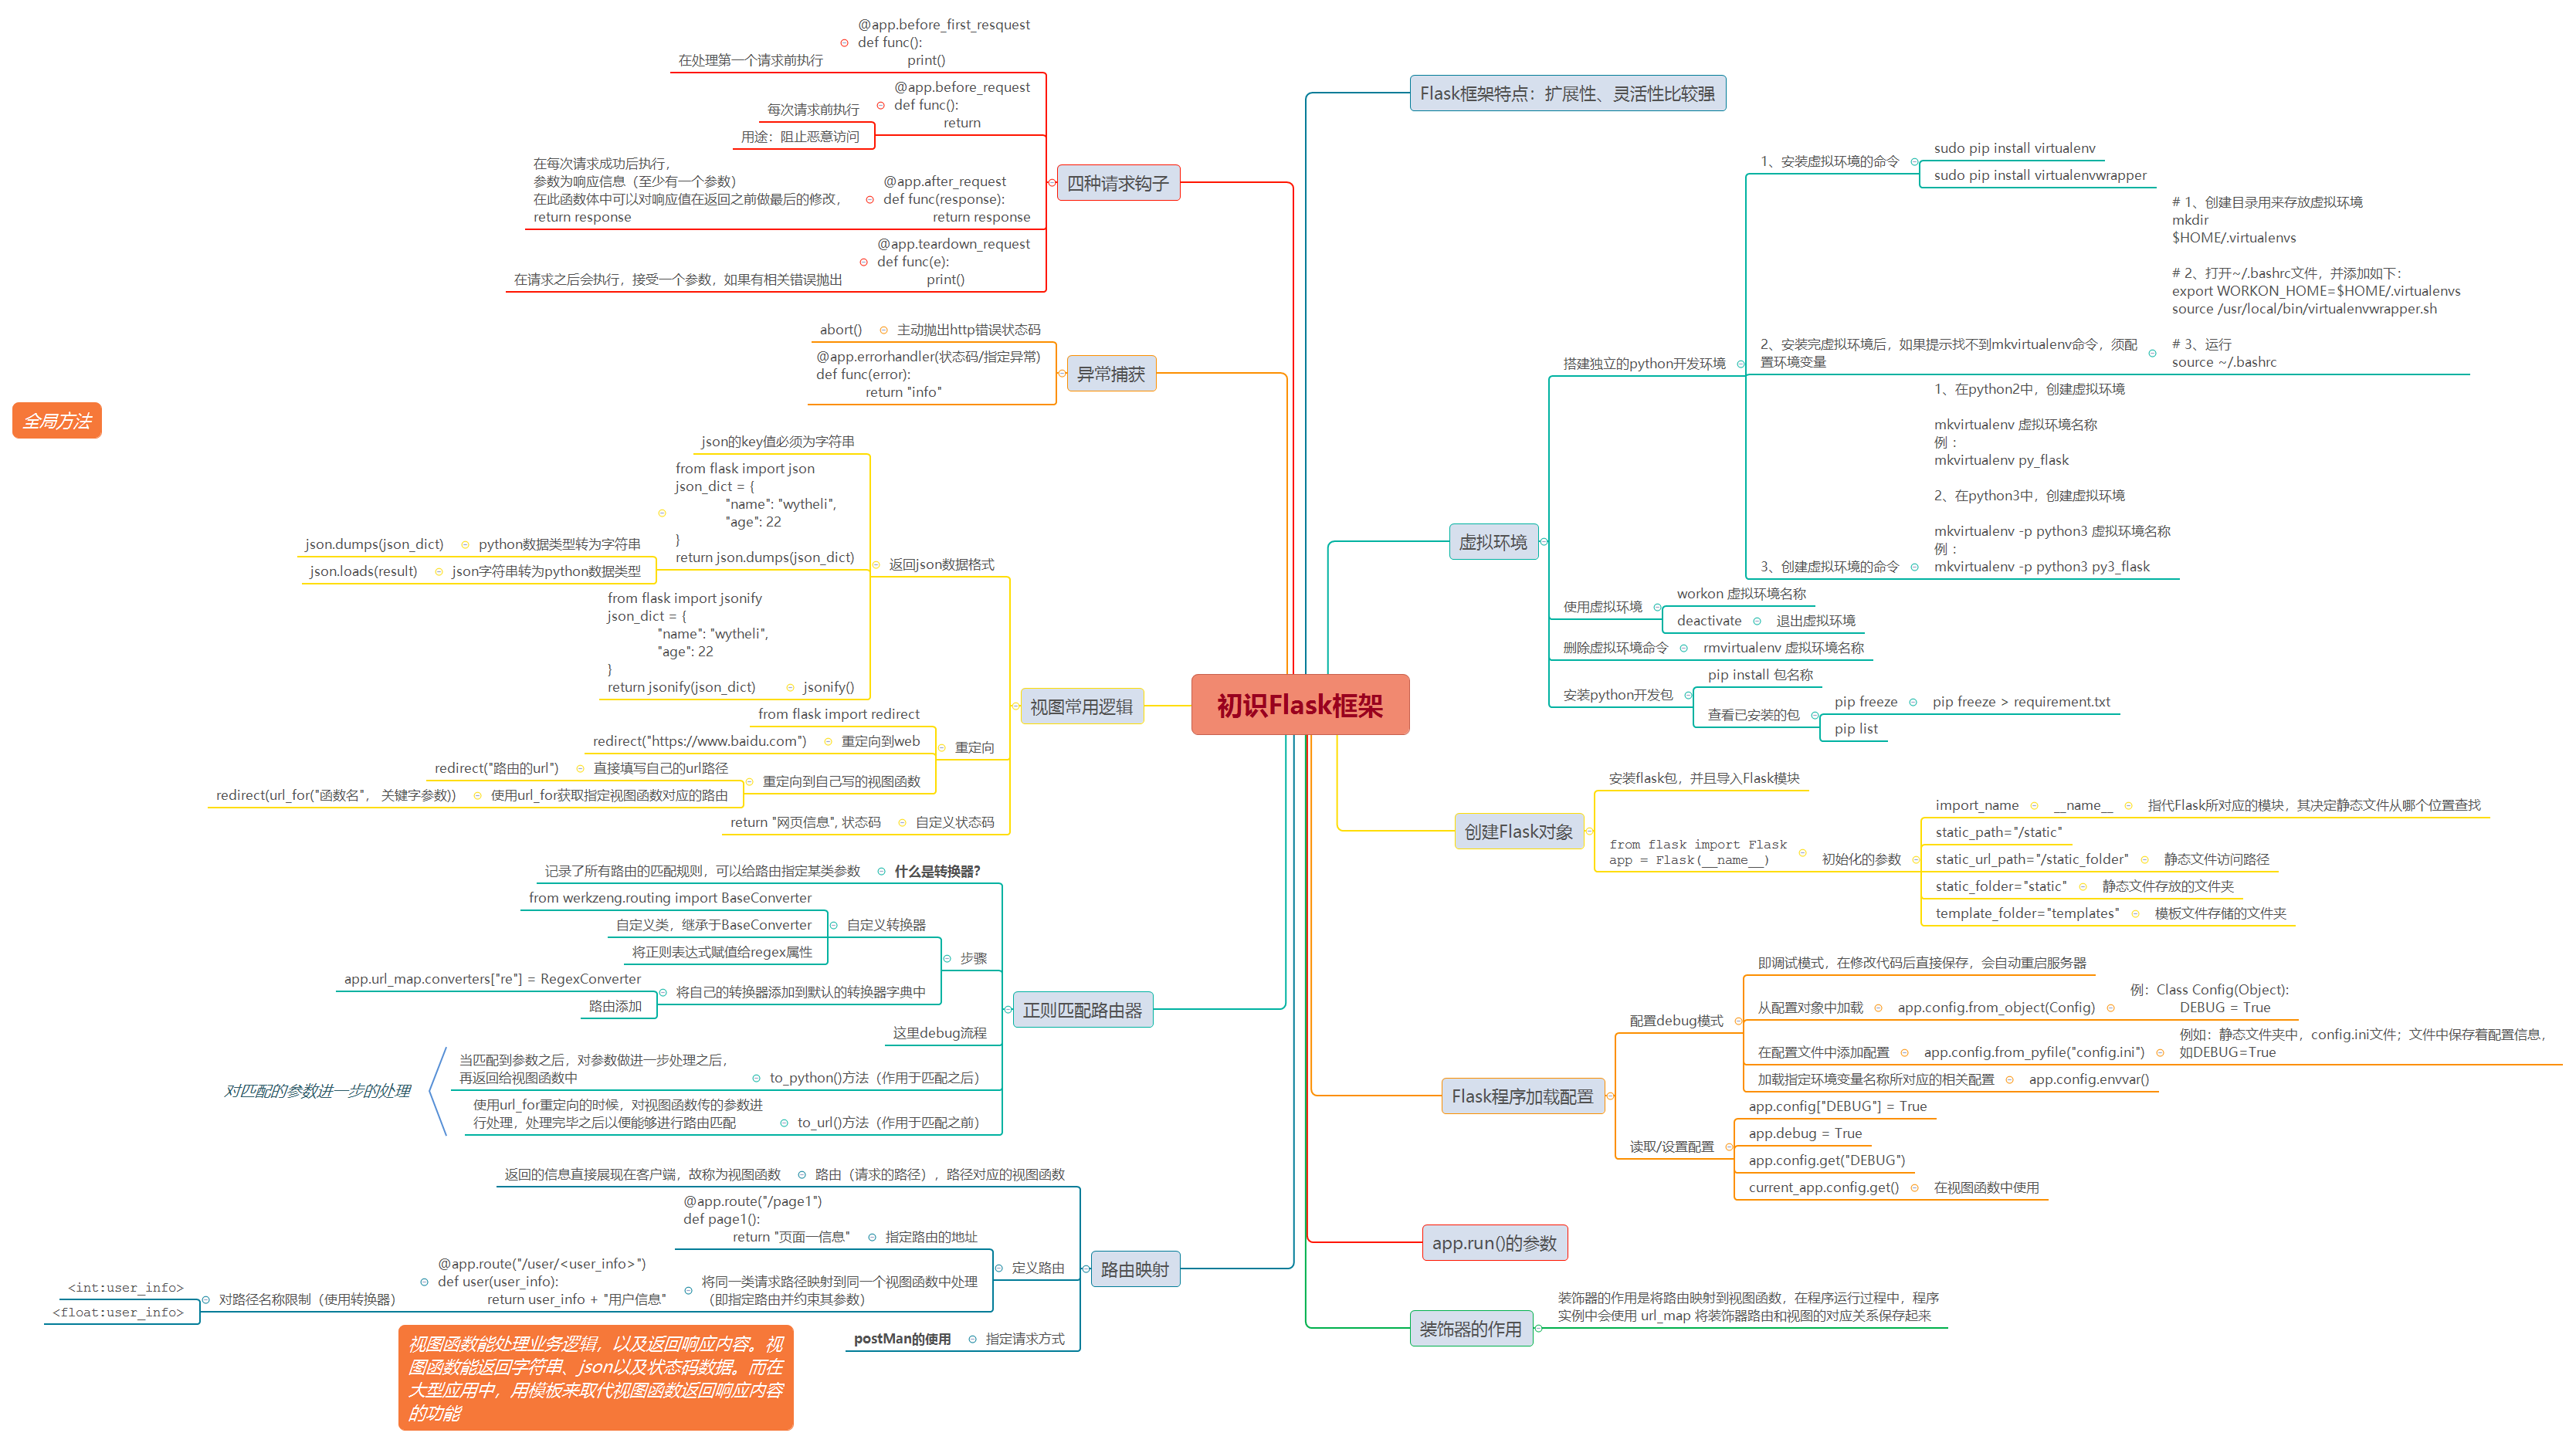 初识Flask框架
Flask框架特点：扩展性、灵活性比较强
虚拟环境
搭建独立的python开发环境
1、安装虚拟环境的命令
sudo pip install virtualenv
sudo pip install virtualenvwrapper
2、安装完虚拟环境后，如果提示找不到mkvirtualenv命令，须配
置环境变量
# 1、创建目录用来存放虚拟环境
mkdir
$HOME/.virtualenvs
# 2、打开~/.bashrc文件，并添加如下：
export WORKON_HOME=$HOME/.virtualenvs
source /usr/local/bin/virtualenvwrapper.sh
# 3、运行
source ~/.bashrc
3、创建虚拟环境的命令
1、在python2中，创建虚拟环境
mkvirtualenv 虚拟环境名称
例 ：
mkvirtualenv py_flask
2、在python3中，创建虚拟环境
mkvirtualenv -p python3 虚拟环境名称
例 ：
mkvirtualenv -p python3 py3_flask
使用虚拟环境
workon 虚拟环境名称
deactivate
退出虚拟环境
删除虚拟环境命令
rmvirtualenv 虚拟环境名称
安装python开发包
pip install 包名称
查看已安装的包
pip freeze
pip freeze > requirement.txt
pip list
创建Flask对象
安装flask包，并且导入Flask模块
from flask import Flask
app = Flask(__name__)
初始化的参数
import_name
__name__
指代Flask所对应的模块，其决定静态文件从哪个位置查找
static_path="/static"
static_url_path="/static_folder"
静态文件访问路径
static_folder="static"
静态文件存放的文件夹
template_folder="templates"
模板文件存储的文件夹
Flask程序加载配置
配置debug模式
即调试模式，在修改代码后直接保存，会自动重启服务器
从配置对象中加载
app.config.from_object(Config)
例：Class Config(Object):
DEBUG = True
在配置文件中添加配置
app.config.from_pyfile("config.ini")
例如：静态文件夹中，config.ini文件；文件中保存着配置信息，
如DEBUG=True
加载指定环境变量名称所对应的相关配置
app.config.envvar()
读取/设置配置
app.config["DEBUG"] = True
app.debug = True
app.config.get("DEBUG")
current_app.config.get()
在视图函数中使用
app.run()的参数
装饰器的作用
装饰器的作用是将路由映射到视图函数，在程序运行过程中，程序
实例中会使用 url_map 将装饰器路由和视图的对应关系保存起来
四种请求钩子
@app.before_first_resquest
def func():
print()
在处理第一个请求前执行
@app.before_request
def func():
return
每次请求前执行
用途：阻止恶意访问
@app.after_request
def func(response):
return response
在每次请求成功后执行，
参数为响应信息（至少有一个参数）
在此函数体中可以对响应值在返回之前做最后的修改，
return response
@app.teardown_request
def func(e):
print()
在请求之后会执行，接受一个参数，如果有相关错误抛出
异常捕获
abort()
主动抛出http错误状态码
@app.errorhandler(状态码/指定异常)
def func(error):
return "info"
全局方法
视图常用逻辑
返回json数据格式
json的key值必须为字符串
from flask import json
json_dict = {
"name": "wytheli",
"age": 22
}
return json.dumps(json_dict)
python数据类型转为字符串
json.dumps(json_dict)
json字符串转为python数据类型
json.loads(result)
jsonify()
from flask import jsonify
json_dict = {
"name": "wytheli",
"age": 22
}
return jsonify(json_dict)
重定向
from flask import redirect
重定向到web
redirect("https://www.baidu.com")
重定向到自己写的视图函数
直接填写自己的url路径
redirect("路由的url")
使用url_for获取指定视图函数对应的路由
redirect(url_for("函数名"， 关键字参数))
自定义状态码
return "网页信息", 状态码
正则匹配路由器
什么是转换器？
记录了所有路由的匹配规则，可以给路由指定某类参数
步骤
自定义转换器
from werkzeng.routing import BaseConverter
自定义类，继承于BaseConverter
将正则表达式赋值给regex属性
将自己的转换器添加到默认的转换器字典中
app.url_map.converters["re"] = RegexConverter
路由添加
这里debug流程
to_python()方法（作用于匹配之后）
当匹配到参数之后，对参数做进一步处理之后，
再返回给视图函数中
to_url()方法（作用于匹配之前）
使用url_for重定向的时候，对视图函数传的参数进
行处理，处理完毕之后以便能够进行路由匹配
对匹配的参数进一步的处理
路由映射
路由（请求的路径），路径对应的视图函数
返回的信息直接展现在客户端，故称为视图函数
定义路由
指定路由的地址
@app.route("/page1")
def page1():
return "页面一信息"
将同一类请求路径映射到同一个视图函数中处理
（即指定路由并约束其参数）
@app.route("/user/<user_info>")
def user(user_info):
return user_info + "用户信息"
对路径名称限制（使用转换器）
<int:user_info>
<float:user_info>
指定请求方式
postMan的使用
视图函数能处理业务逻辑，以及返回响应内容。视
图函数能返回字符串、json以及状态码数据。而在
大型应用中，用模板来取代视图函数返回响应内容
的功能